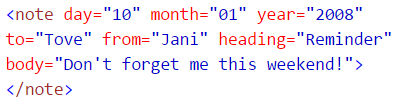 <note day="10" month="01" year="2008"
to="Tove" from="Jani" heading="Reminder"
body="Don't forget me this weekend!">
</note>